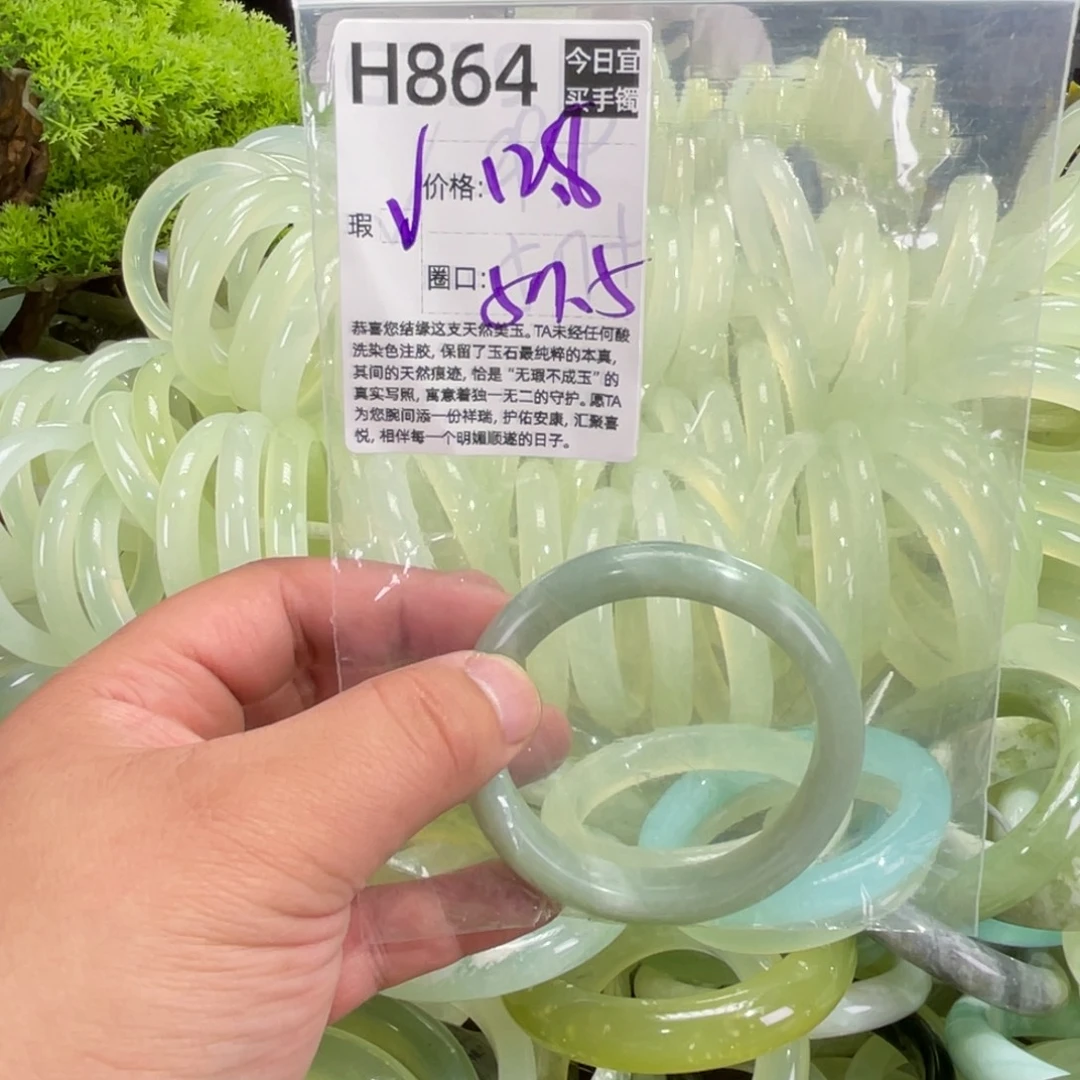 H864
今日宜
买手镯
价格:12.8
瑕 ✓
圈口:57.5
恭喜您结缘这支天然美玉。TA未经任何酸
洗染色注胶，保留了玉石最纯粹的本真，
其间的天然痕迹，恰是“无瑕不成玉”的
真实写照，寓意着独一无二的守护。愿TA
为您腕间添一份祥瑞，护佑安康，汇聚喜
悦，相伴每一个明媚顺遂的日子。